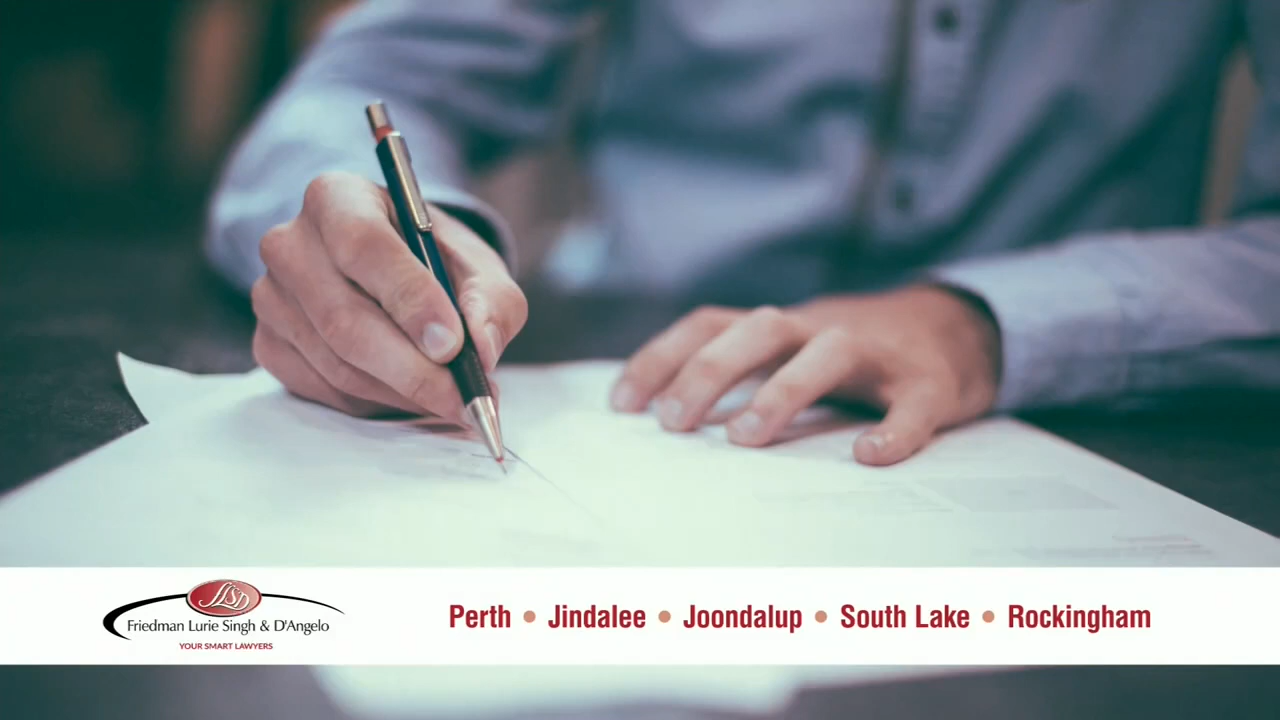 FLSD
Friedman Lurie Singh & D'Angelo
YOUR SMART LAWYERS
Perth • Jindalee • Joondalup • South Lake • Rockingham